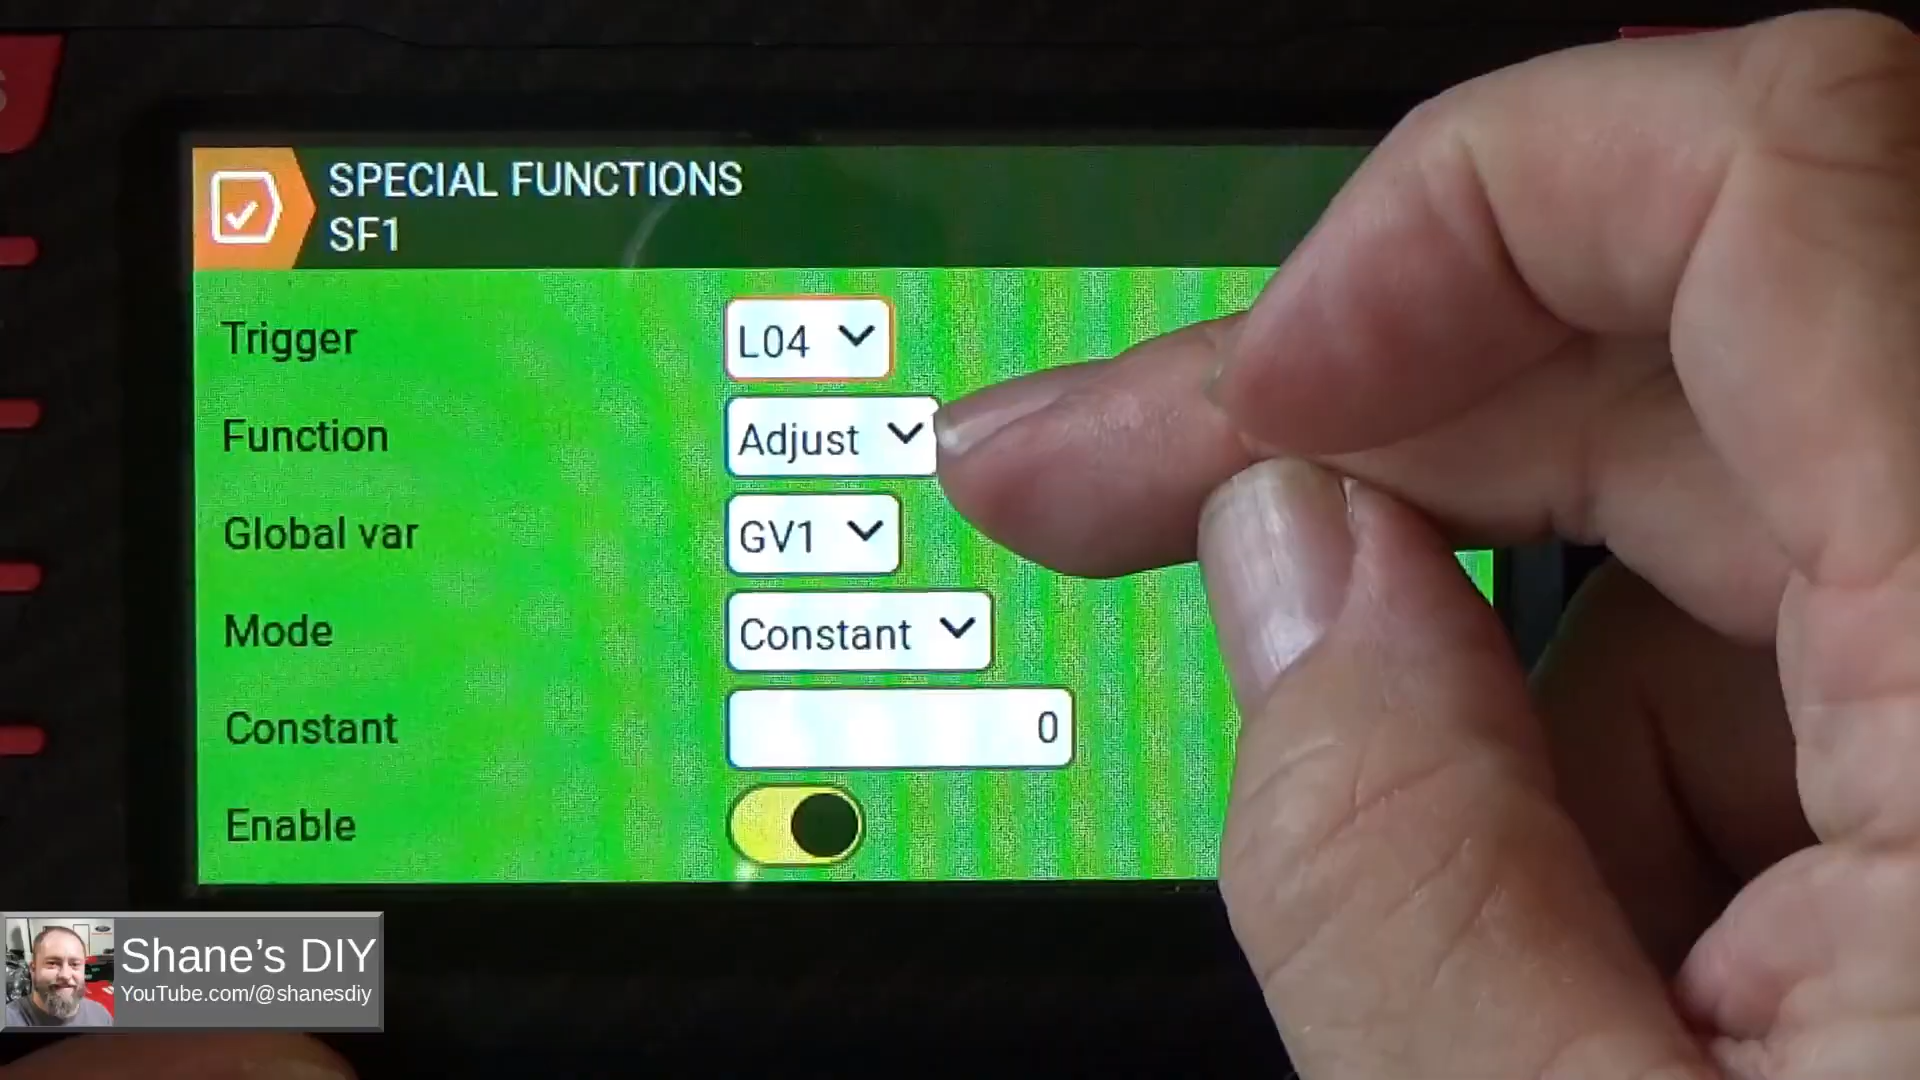 SPECIAL FUNCTIONS
SF1
Trigger L04
Function Adjust
Global var GV1
Mode Constant
Constant 0
Enable
Shane's DIY
YouTube.com/@shanesdiy